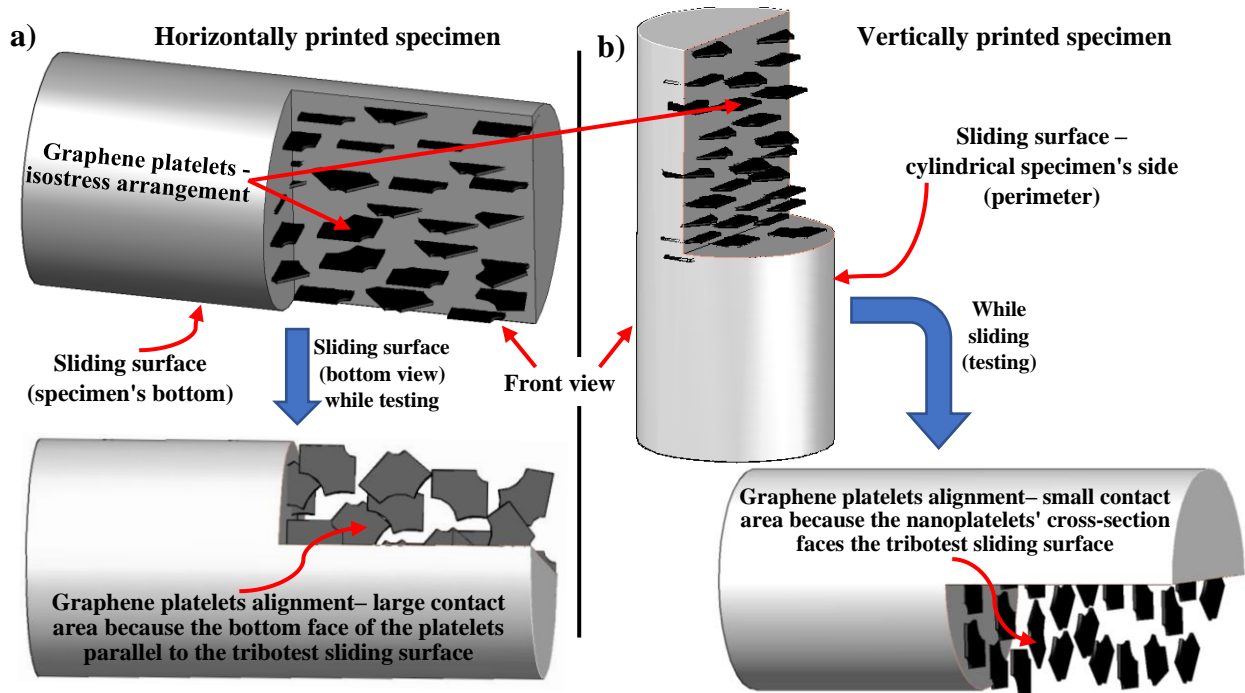 a)
Horizontally printed specimen
Graphene platelets -
isostress arrangement
Sliding surface
(specimen's bottom)
Sliding surface
(bottom view)
while testing
Front view
Graphene platelets alignment– large contact
area because the bottom face of the platelets
parallel to the tribotest sliding surface
b)
Vertically printed specimen
Sliding surface –
cylindrical specimen's side
(perimeter)
While
sliding
(testing)
Graphene platelets alignment– small contact
area because the nanoplatelets' cross-section
faces the tribotest sliding surface